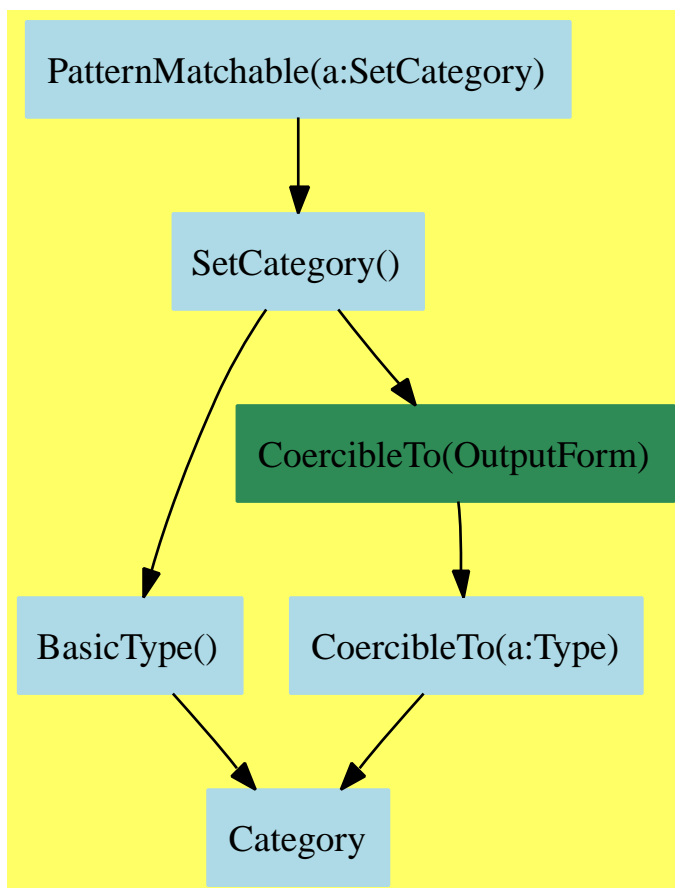 PatternMatchable(a:SetCategory)
SetCategory()
CoercibleTo(OutputForm)
BasicType()
CoercibleTo(a:Type)
Category